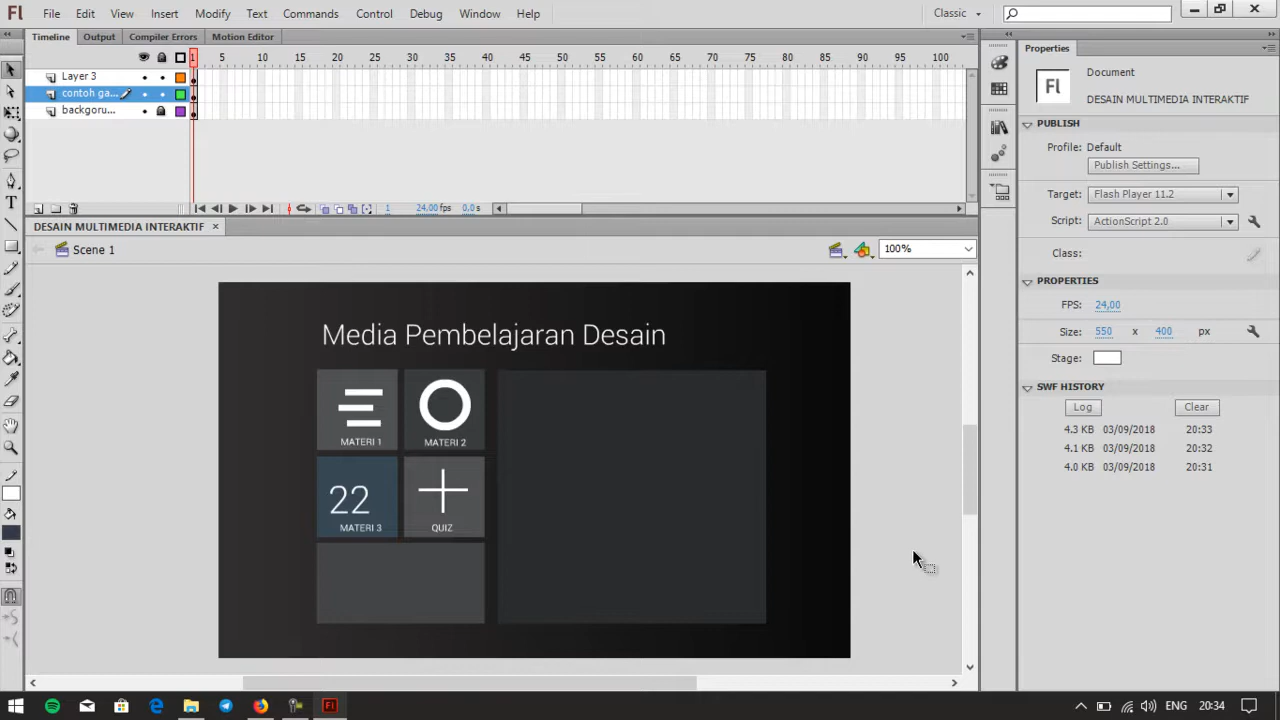 Fl File Edit View Insert Modify Text Commands Control Debug Window Help Classic
Timeline Output Compiler Errors Motion Editor
1 5 10 15 20 25 30 35 40 45 50 55 60 65 70 75 80 85 90 95 100
Layer 3
contoh ga...
backgoru...
1 24,00 fps 0,0 s
DESAIN MULTIMEDIA INTERAKTIF ×
Scene 1 100%
Media Pembelajaran Desain
MATERI 1 MATERI 2
22
MATERI 3 QUIZ
Properties
Fl Document
DESAIN MULTIMEDIA INTERAKTIF
PUBLISH
Profile: Default
Publish Settings...
Target: Flash Player 11.2
Script: ActionScript 2.0
Class:
PROPERTIES
FPS: 24,00
Size: 550 x 400 px
Stage:
SWF HISTORY
Log Clear
4.3 KB 03/09/2018 20:33
4.1 KB 03/09/2018 20:32
4.0 KB 03/09/2018 20:31
Fl ENG 20:34